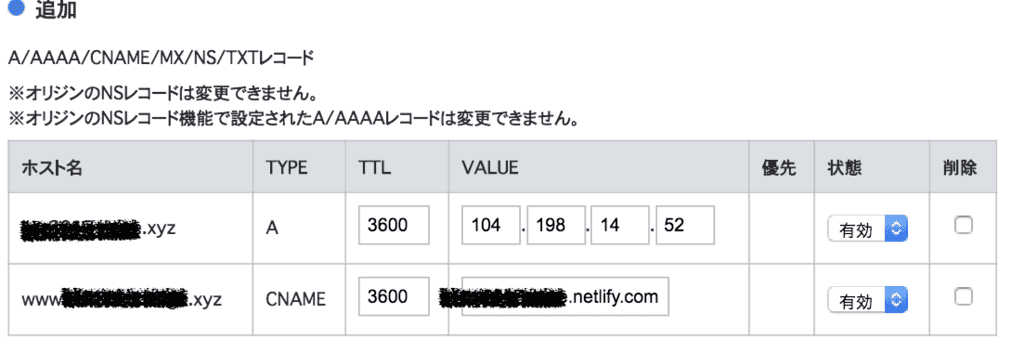 追加
A/AAAA/CNAME/MX/NS/TXTレコード
※オリジンのNSレコードは変更できません。
※オリジンのNSレコード機能で設定されたA/AAAAレコードは変更できません。
ホスト名 TYPE TTL VALUE 優先 状態 削除
.xyz A 3600 104 . 198 . 14 . 52 有効
www .xyz CNAME 3600 .netlify.com 有効